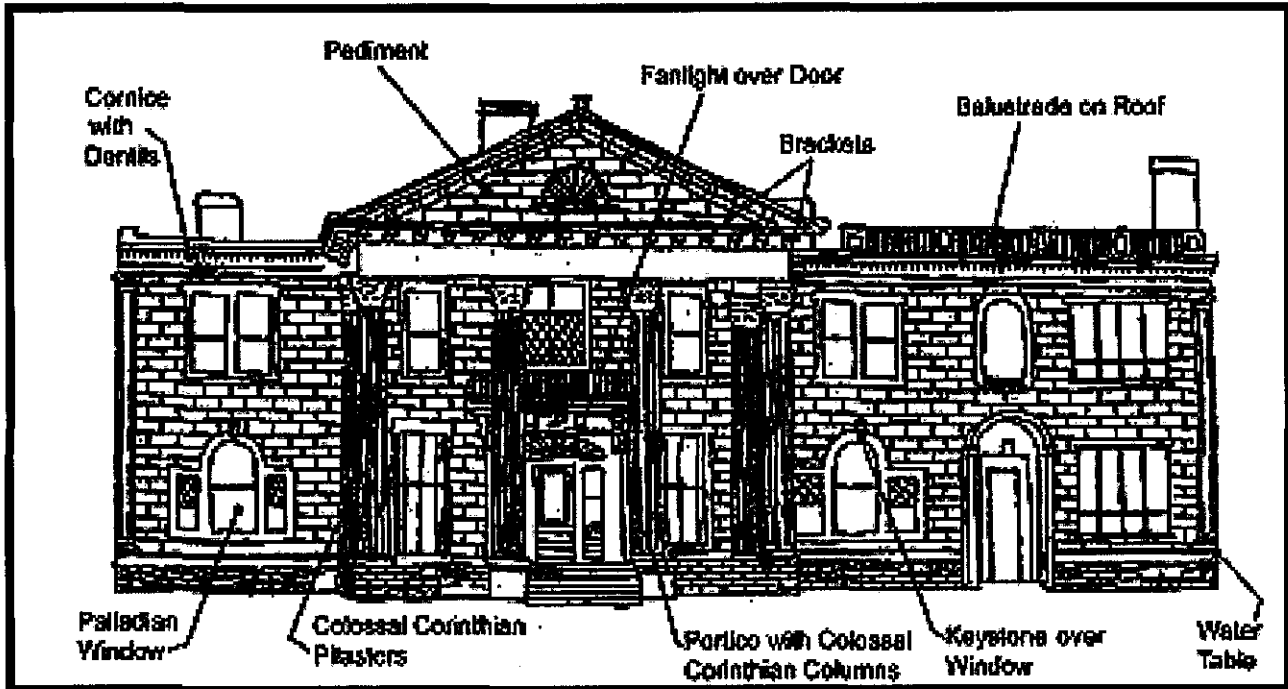 Pediment
Fanlight over Door
Cornice
with
Dentils
Balustrade on Roof
Brackets
Palladian
Window
Colossal Corinthian
Pilasters
Portico with Colossal
Corinthian Columns
Keystone over
Window
Water
Table